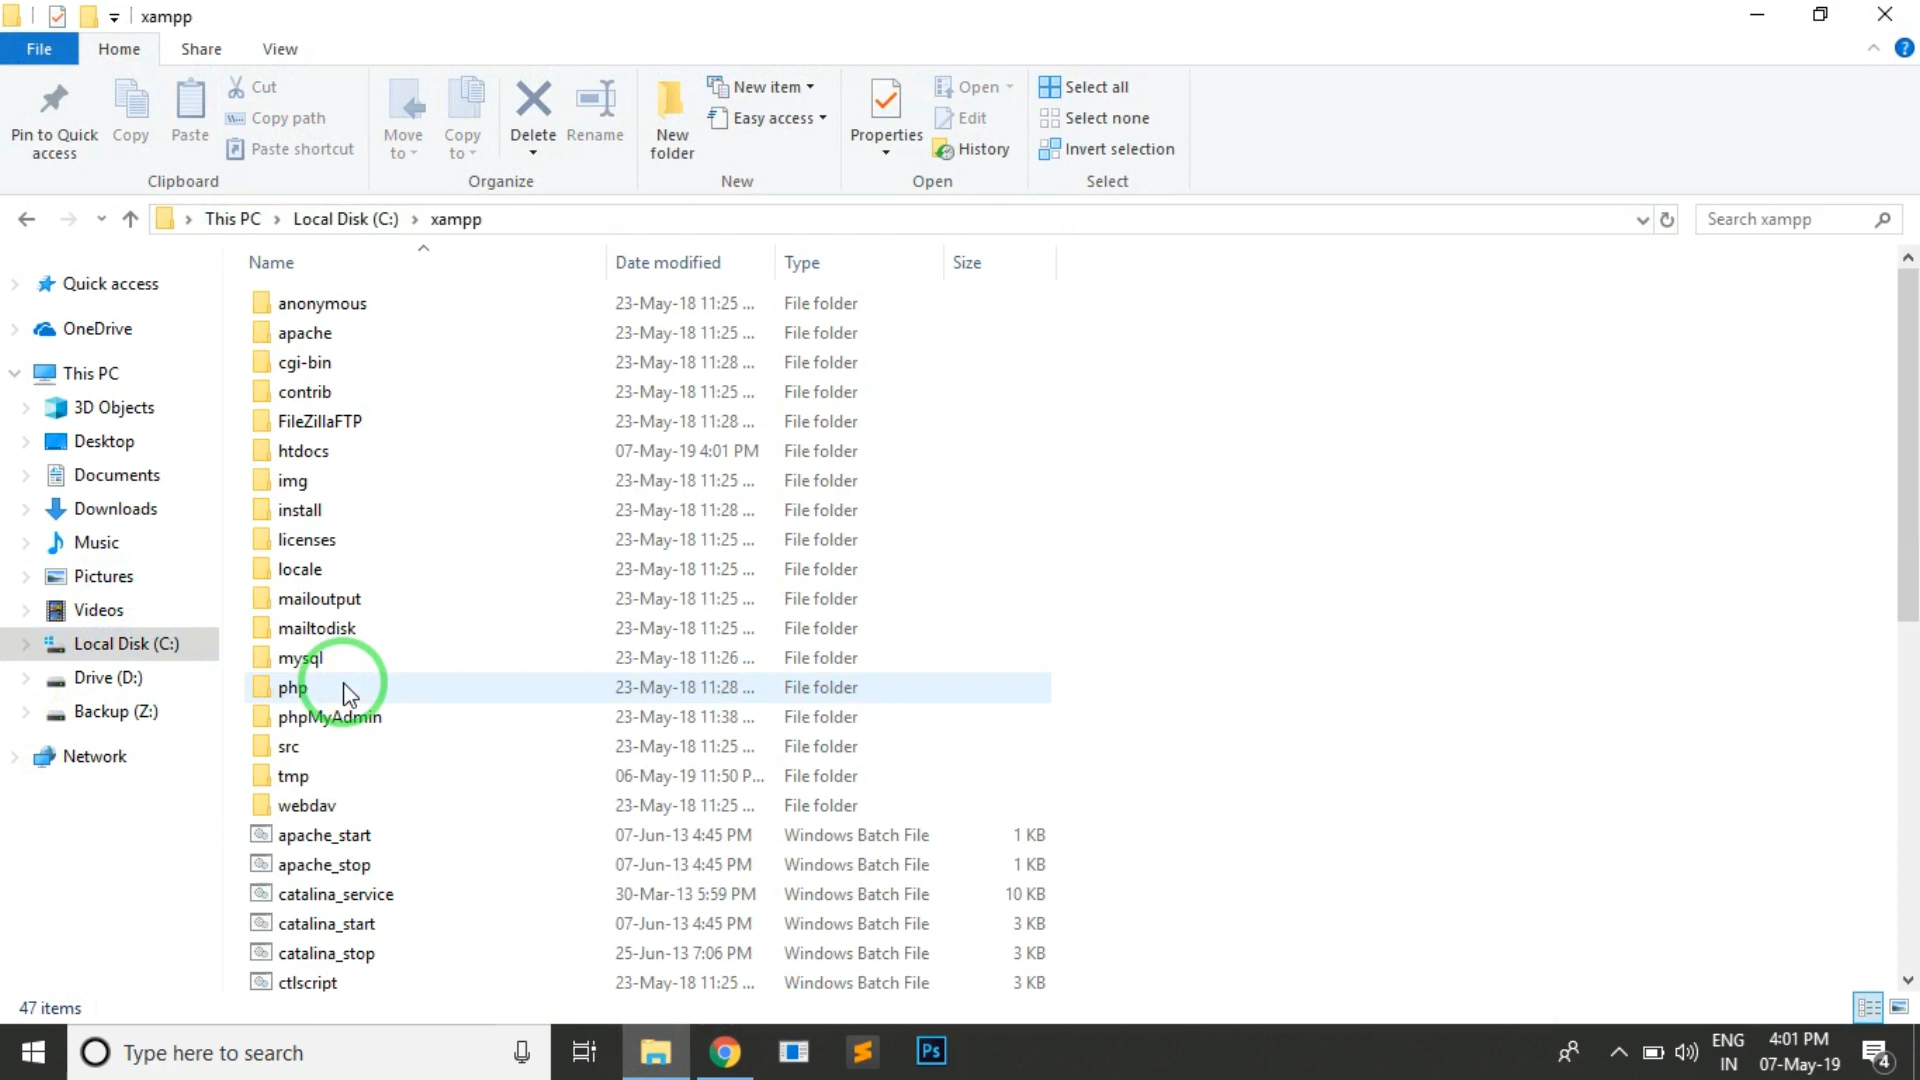 xampp
File Home Share View
Pin to Quick access
Copy
Paste
Cut
Copy path
Paste shortcut
Clipboard
Move to
Copy to
Delete
Rename
Organize
New folder
New item
Easy access
New
Properties
Open
Edit
History
Open
Select all
Select none
Invert selection
Select
This PC Local Disk (C:) xampp
Search xampp
Quick access
OneDrive
This PC
3D Objects
Desktop
Documents
Downloads
Music
Pictures
Videos
Local Disk (C:)
Drive (D:)
Backup (Z:)
Network
Name Date modified Type Size
anonymous 23-May-18 11:25 ... File folder
apache 23-May-18 11:25 ... File folder
cgi-bin 23-May-18 11:28 ... File folder
contrib 23-May-18 11:25 ... File folder
FileZillaFTP 23-May-18 11:28 ... File folder
htdocs 07-May-19 4:01 PM File folder
img 23-May-18 11:25 ... File folder
install 23-May-18 11:28 ... File folder
licenses 23-May-18 11:25 ... File folder
locale 23-May-18 11:25 ... File folder
mailoutput 23-May-18 11:25 ... File folder
mailtodisk 23-May-18 11:25 ... File folder
mysql 23-May-18 11:26 ... File folder
php 23-May-18 11:28 ... File folder
phpMyAdmin 23-May-18 11:38 ... File folder
src 23-May-18 11:25 ... File folder
tmp 06-May-19 11:50 P... File folder
webdav 23-May-18 11:25 ... File folder
apache_start 07-Jun-13 4:45 PM Windows Batch File 1 KB
apache_stop 07-Jun-13 4:45 PM Windows Batch File 1 KB
catalina_service 30-Mar-13 5:59 PM Windows Batch File 10 KB
catalina_start 07-Jun-13 4:45 PM Windows Batch File 3 KB
catalina_stop 25-Jun-13 7:06 PM Windows Batch File 3 KB
ctlscript 23-May-18 11:25 ... Windows Batch File 3 KB
47 items
Type here to search
Ps
ENG
IN
4:01 PM
07-May-19
4